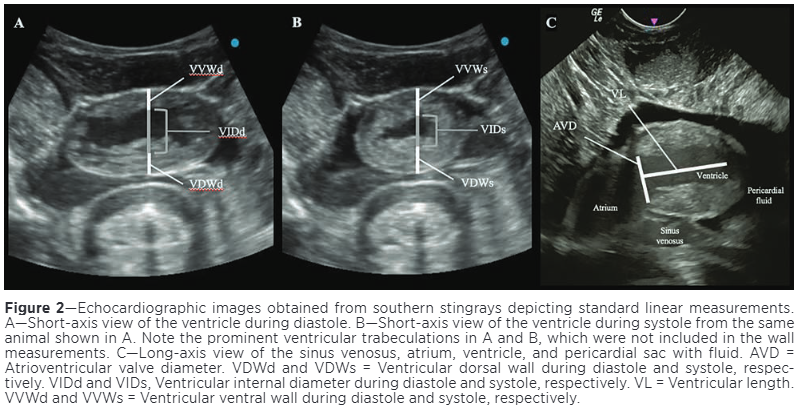 A
VVWd
VIDd
VDWd
B
VVWs
VIDs
VDWs
C
GE
Le
VL
AVD
Ventricle
Atrium
Pericardial
fluid
Sinus
venosus
Figure 2—Echocardiographic images obtained from southern stingrays depicting standard linear measurements.
A—Short-axis view of the ventricle during diastole. B—Short-axis view of the ventricle during systole from the same
animal shown in A. Note the prominent ventricular trabeculations in A and B, which were not included in the wall
measurements. C—Long-axis view of the sinus venosus, atrium, ventricle, and pericardial sac with fluid. AVD =
Atrioventricular valve diameter. VDWd and VDWs = Ventricular dorsal wall during diastole and systole, respec-
tively. VIDd and VIDs, Ventricular internal diameter during diastole and systole, respectively. VL = Ventricular length.
VVWd and VVWs = Ventricular ventral wall during diastole and systole, respectively.